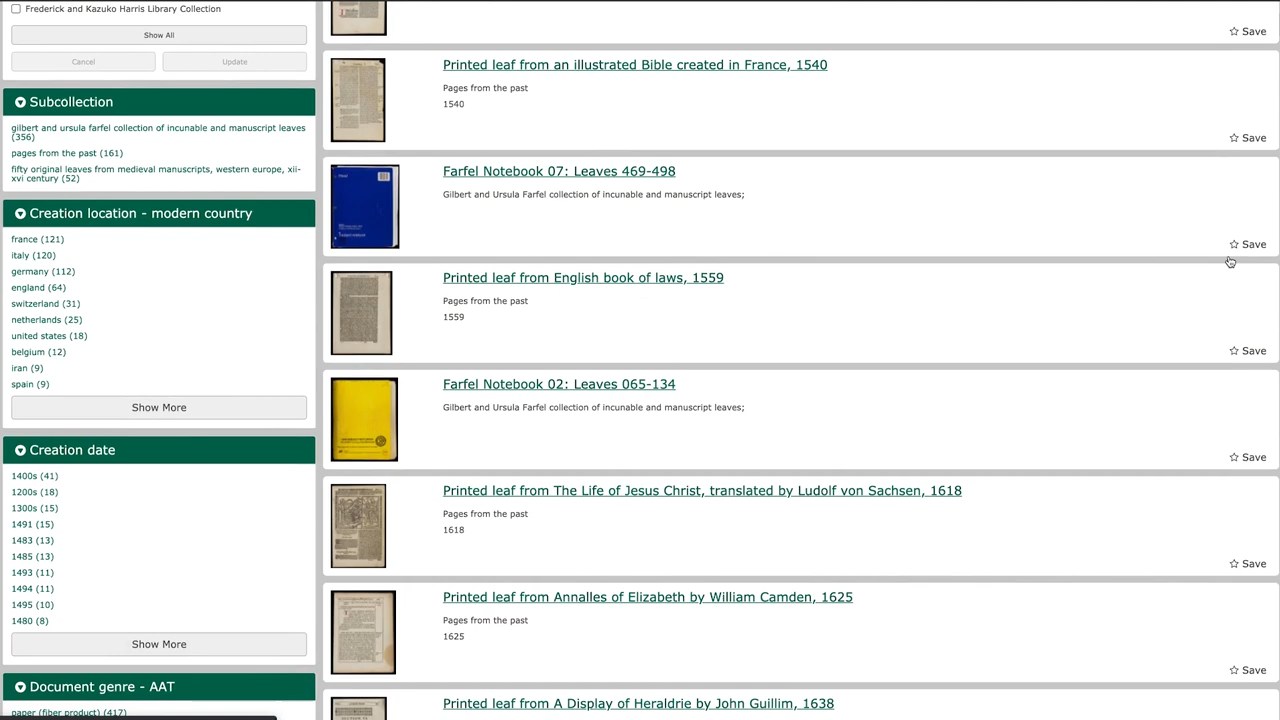 Frederick and Kazuko Harris Library Collection
Show All
Cancel
Update
Subcollection
gilbert and ursula farfel collection of incunable and manuscript leaves
(356)
pages from the past (161)
fifty original leaves from medieval manuscripts, western europe, xii-
xvi century (52)
Creation location - modern country
france (121)
italy (120)
germany (112)
england (64)
switzerland (31)
netherlands (25)
united states (18)
belgium (12)
iran (9)
spain (9)
Show More
Creation date
1400s (41)
1200s (18)
1300s (15)
1491 (15)
1483 (13)
1485 (13)
1493 (11)
1494 (11)
1495 (10)
1480 (8)
Show More
Document genre - AAT
Save
Printed leaf from an illustrated Bible created in France, 1540
Pages from the past
1540
Save
Farfel Notebook 07: Leaves 469-498
Gilbert and Ursula Farfel collection of incunable and manuscript leaves;
Save
Printed leaf from English book of laws, 1559
Pages from the past
1559
Save
Farfel Notebook 02: Leaves 065-134
Gilbert and Ursula Farfel collection of incunable and manuscript leaves;
Save
Printed leaf from The Life of Jesus Christ, translated by Ludolf von Sachsen, 1618
Pages from the past
1618
Save
Printed leaf from Annalles of Elizabeth by William Camden, 1625
Pages from the past
1625
Save
Printed leaf from A Display of Heraldrie by John Guillim, 1638